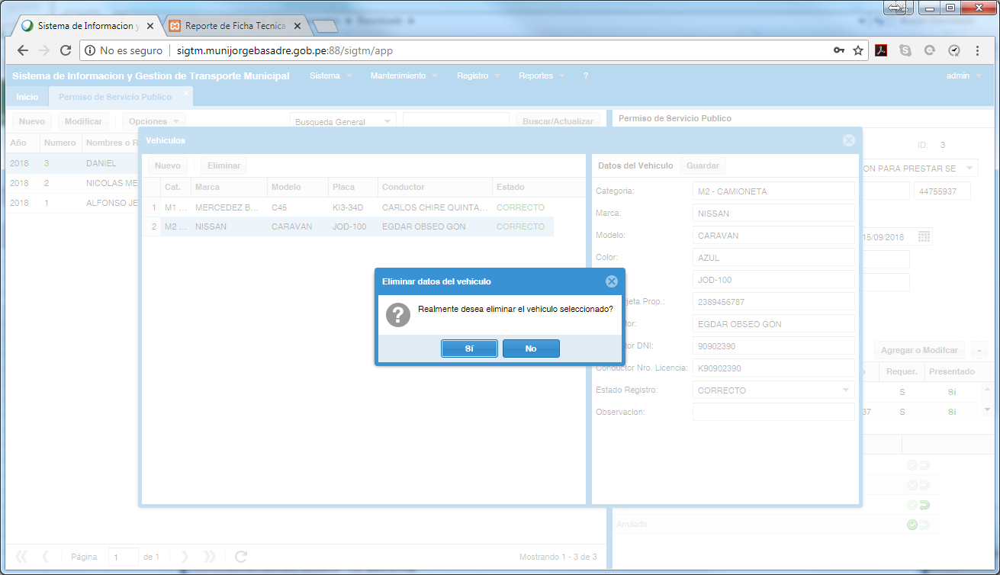 Sistema de Informacion y
Reporte de Ficha Tecnica
No es seguro sigtm.munijorgebasadre.gob.pe:88/sigtm/app
Sistema de Informacion y Gestion de Transporte Municipal Sistema Mantenimiento Registro Reportes ? admin
Inicio Permiso de Servicio Publico
Nuevo Modificar Opciones Busqueda General Buscar/Actualizar
Año Numero Nombres o R
2018 3 DANIEL
2018 2 NICOLAS ME
2018 1 ALFONSO JE
Vehiculos
Nuevo Eliminar
Cat. Marca Modelo Placa Conductor Estado
1 M1 ... MERCEDEZ B... C45 KI3-34D CARLOS CHIRE QUINTA... CORRECTO
2 M2 ... NISSAN CARAVAN JOD-100 EGDAR OBSEO GON CORRECTO
Datos del Vehiculo Guardar
Categoria: M2 - CAMIONETA
Marca: NISSAN
Modelo: CARAVAN
Color: AZUL
JOD-100
jeta Prop.: 2389456787
tor: EGDAR OBSEO GON
tor DNI: 90902390
Conductor Nro. Licencia: K90902390
Estado Registro: CORRECTO
Observacion:
Eliminar datos del vehiculo
Realmente desea eliminar el vehiculo seleccionado?
Sí No
Permiso de Servicio Publico
ID: 3
ON PARA PRESTAR SE
44755937
15/09/2018
Agregar o Modifcar -
o Requer. Presentado
S Si
37 S Si
Anulado
Página 1 de 1 Mostrando 1 - 3 de 3